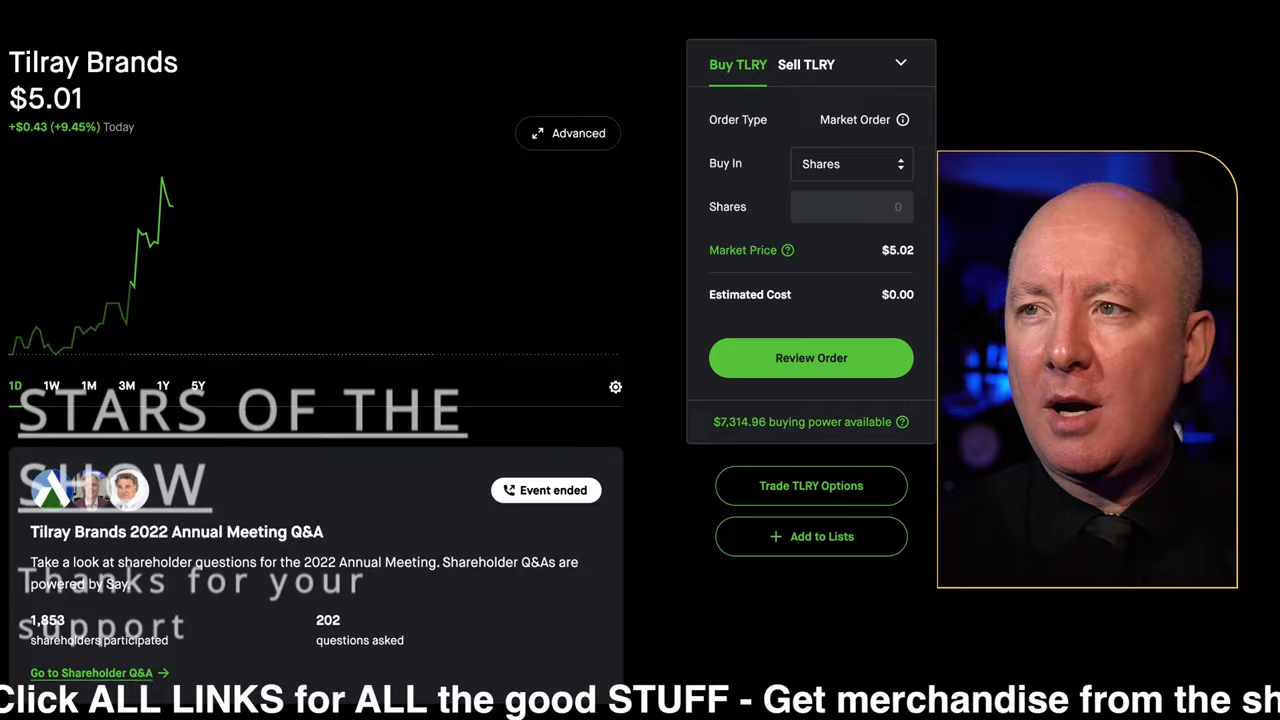 Tilray Brands
$5.01
+$0.43 (+9.45%) Today
Advanced
1D 1W 1M 3M 1Y 5Y
STARS OF THE
SHOW
Event ended
Tilray Brands 2022 Annual Meeting Q&A
Take a look at shareholder questions for the 2022 Annual Meeting. Shareholder Q&As are
powered by Say.
Thanks for your
support
1,853
shareholders participated
202
questions asked
Go to Shareholder Q&A →
Buy TLRY Sell TLRY
Order Type Market Order
Buy In Shares
Shares 0
Market Price $5.02
Estimated Cost $0.00
Review Order
$7,314.96 buying power available
Trade TLRY Options
+ Add to Lists
Click ALL LINKS for ALL the good STUFF - Get merchandise from the sh